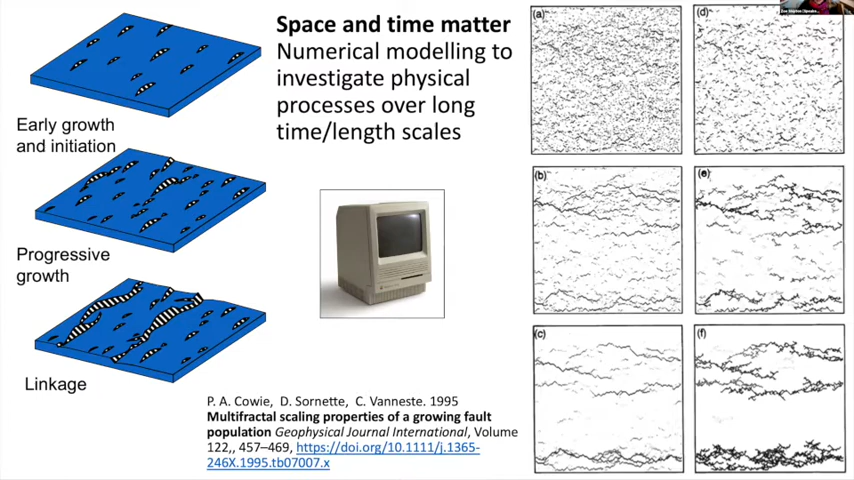 Space and time matter
Numerical modelling to
investigate physical
processes over long
time/length scales
Early growth
and initiation
Progressive
growth
Linkage
P. A. Cowie, D. Sornette, C. Vanneste. 1995
Multifractal scaling properties of a growing fault
population Geophysical Journal International, Volume
122,, 457–469, https://doi.org/10.1111/j.1365-
246X.1995.tb07007.x
(a)
(d)
(b)
(e)
(c)
(f)